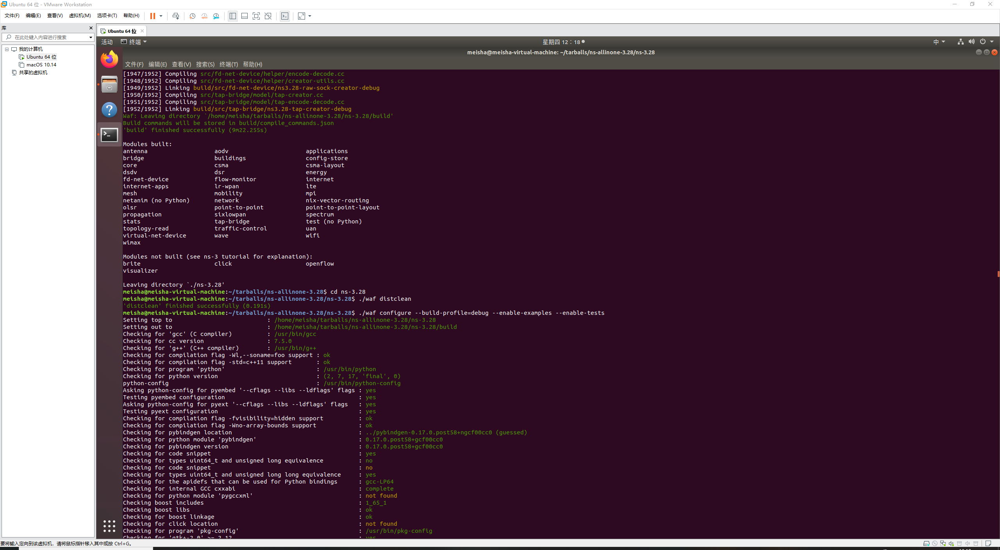 Ubuntu 64 位 - VMware Workstation
文件(F) 编辑(E) 查看(V) 虚拟机(M) 选项卡(T) 帮助(H)
库
在此处键入内容进行搜索
我的计算机
Ubuntu 64 位
macOS 10.14
共享的虚拟机
Ubuntu 64 位
活动 终端 星期四 12：18 中
meisha@meisha-virtual-machine: ~/tarballs/ns-allinone-3.28/ns-3.28
文件(F) 编辑(E) 查看(V) 搜索(S) 终端(T) 帮助(H)
[1947/1952] Compiling src/fd-net-device/helper/encode-decode.cc
[1948/1952] Compiling src/fd-net-device/helper/creator-utils.cc
[1949/1952] Linking build/src/fd-net-device/ns3.28-raw-sock-creator-debug
[1950/1952] Compiling src/tap-bridge/model/tap-creator.cc
[1951/1952] Compiling src/tap-bridge/model/tap-encode-decode.cc
[1952/1952] Linking build/src/tap-bridge/ns3.28-tap-creator-debug
Waf: Leaving directory `/home/meisha/tarballs/ns-allinone-3.28/ns-3.28/build'
Build commands will be stored in build/compile_commands.json
'build' finished successfully (9m22.255s)
Modules built:
antenna aodv applications
bridge buildings config-store
core csma csma-layout
dsdv dsr energy
fd-net-device flow-monitor internet
internet-apps lr-wpan lte
mesh mobility mpi
netanim (no Python) network nix-vector-routing
olsr point-to-point point-to-point-layout
propagation sixlowpan spectrum
stats tap-bridge test (no Python)
topology-read traffic-control uan
virtual-net-device wave wifi
wimax
Modules not built (see ns-3 tutorial for explanation):
brite click openflow
visualizer
Leaving directory `./ns-3.28'
meisha@meisha-virtual-machine:~/tarballs/ns-allinone-3.28$ cd ns-3.28
meisha@meisha-virtual-machine:~/tarballs/ns-allinone-3.28/ns-3.28$ ./waf distclean
'distclean' finished successfully (0.191s)
meisha@meisha-virtual-machine:~/tarballs/ns-allinone-3.28/ns-3.28$ ./waf configure --build-profile=debug --enable-examples --enable-tests
Setting top to : /home/meisha/tarballs/ns-allinone-3.28/ns-3.28
Setting out to : /home/meisha/tarballs/ns-allinone-3.28/ns-3.28/build
Checking for 'gcc' (C compiler) : /usr/bin/gcc
Checking for cc version : 7.5.0
Checking for 'g++' (C++ compiler) : /usr/bin/g++
Checking for compilation flag -Wl,--soname=foo support : ok
Checking for compilation flag -std=c++11 support : ok
Checking for program 'python' : /usr/bin/python
Checking for python version : (2, 7, 17, 'final', 0)
python-config : /usr/bin/python-config
Asking python-config for pyembed '--cflags --libs --ldflags' flags : yes
Testing pyembed configuration : yes
Asking python-config for pyext '--cflags --libs --ldflags' flags : yes
Testing pyext configuration : yes
Checking for compilation flag -fvisibility=hidden support : ok
Checking for compilation flag -Wno-array-bounds support : ok
Checking for pybindgen location : ../pybindgen-0.17.0.post58+ngcf00cc0 (guessed)
Checking for python module 'pybindgen' : 0.17.0.post58+gcf00cc0
Checking for pybindgen version : 0.17.0.post58+gcf00cc0
Checking for code snippet : yes
Checking for types uint64_t and unsigned long equivalence : no
Checking for code snippet : no
Checking for types uint64_t and unsigned long long equivalence : yes
Checking for the apidefs that can be used for Python bindings : gcc-LP64
Checking for internal GCC cxxabi : complete
Checking for python module 'pygccxml' : not found
Checking boost includes : 1_65_1
Checking boost libs : ok
Checking for boost linkage : ok
Checking for click location : not found
Checking for program 'pkg-config' : /usr/bin/pkg-config
Checking for 'gtk+-2.0' >= 2.12 : yes
要将输入定向到该虚拟机，请将鼠标指针移入其中或按 Ctrl+G。